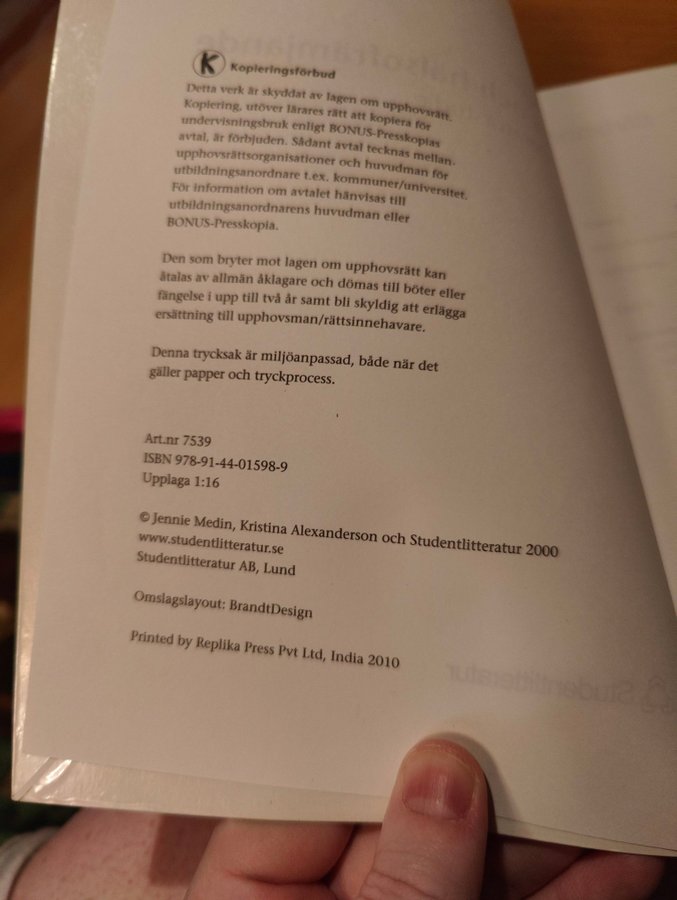 K Kopieringsförbud
Detta verk är skyddat av lagen om upphovsrätt.
Kopiering, utöver lärares rätt att kopiera för
undervisningsbruk enligt BONUS-Presskopias
avtal, är förbjuden. Sådant avtal tecknas mellan.
upphovsrättsorganisationer och huvudman för
utbildningsanordnare t.ex. kommuner/universitet.
För information om avtalet hänvisas till
utbildningsanordnarens huvudman eller
BONUS-Presskopia.
Den som bryter mot lagen om upphovsrätt kan
åtalas av allmän åklagare och dömas till böter eller
fängelse i upp till två år samt bli skyldig att erlägga
ersättning till upphovsman/rättsinnehavare.
Denna trycksak är miljöanpassad, både när det
gäller papper och tryckprocess.
Art.nr 7539
ISBN 978-91-44-01598-9
Upplaga 1:16
© Jennie Medin, Kristina Alexanderson och Studentlitteratur 2000
www.studentlitteratur.se
Studentlitteratur AB, Lund
Omslagslayout: BrandtDesign
Printed by Replika Press Pvt Ltd, India 2010
Studentlitteratur